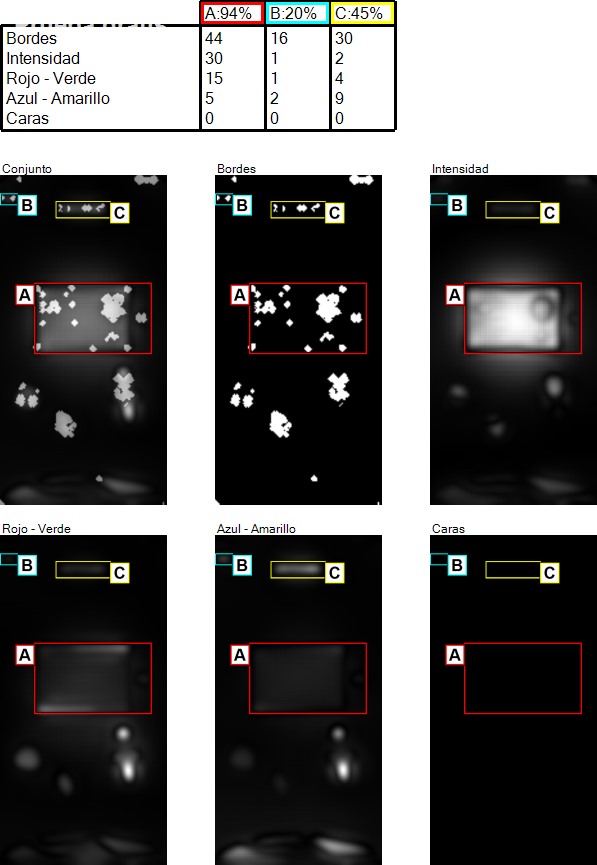 A:94% B:20% C:45%
Bordes 44 16 30
Intensidad 30 1 2
Rojo - Verde 15 1 4
Azul - Amarillo 5 2 9
Caras 0 0 0
Conjunto Bordes Intensidad
B C B C B C
A A A
Rojo - Verde Azul - Amarillo Caras
B C B C B C
A A A